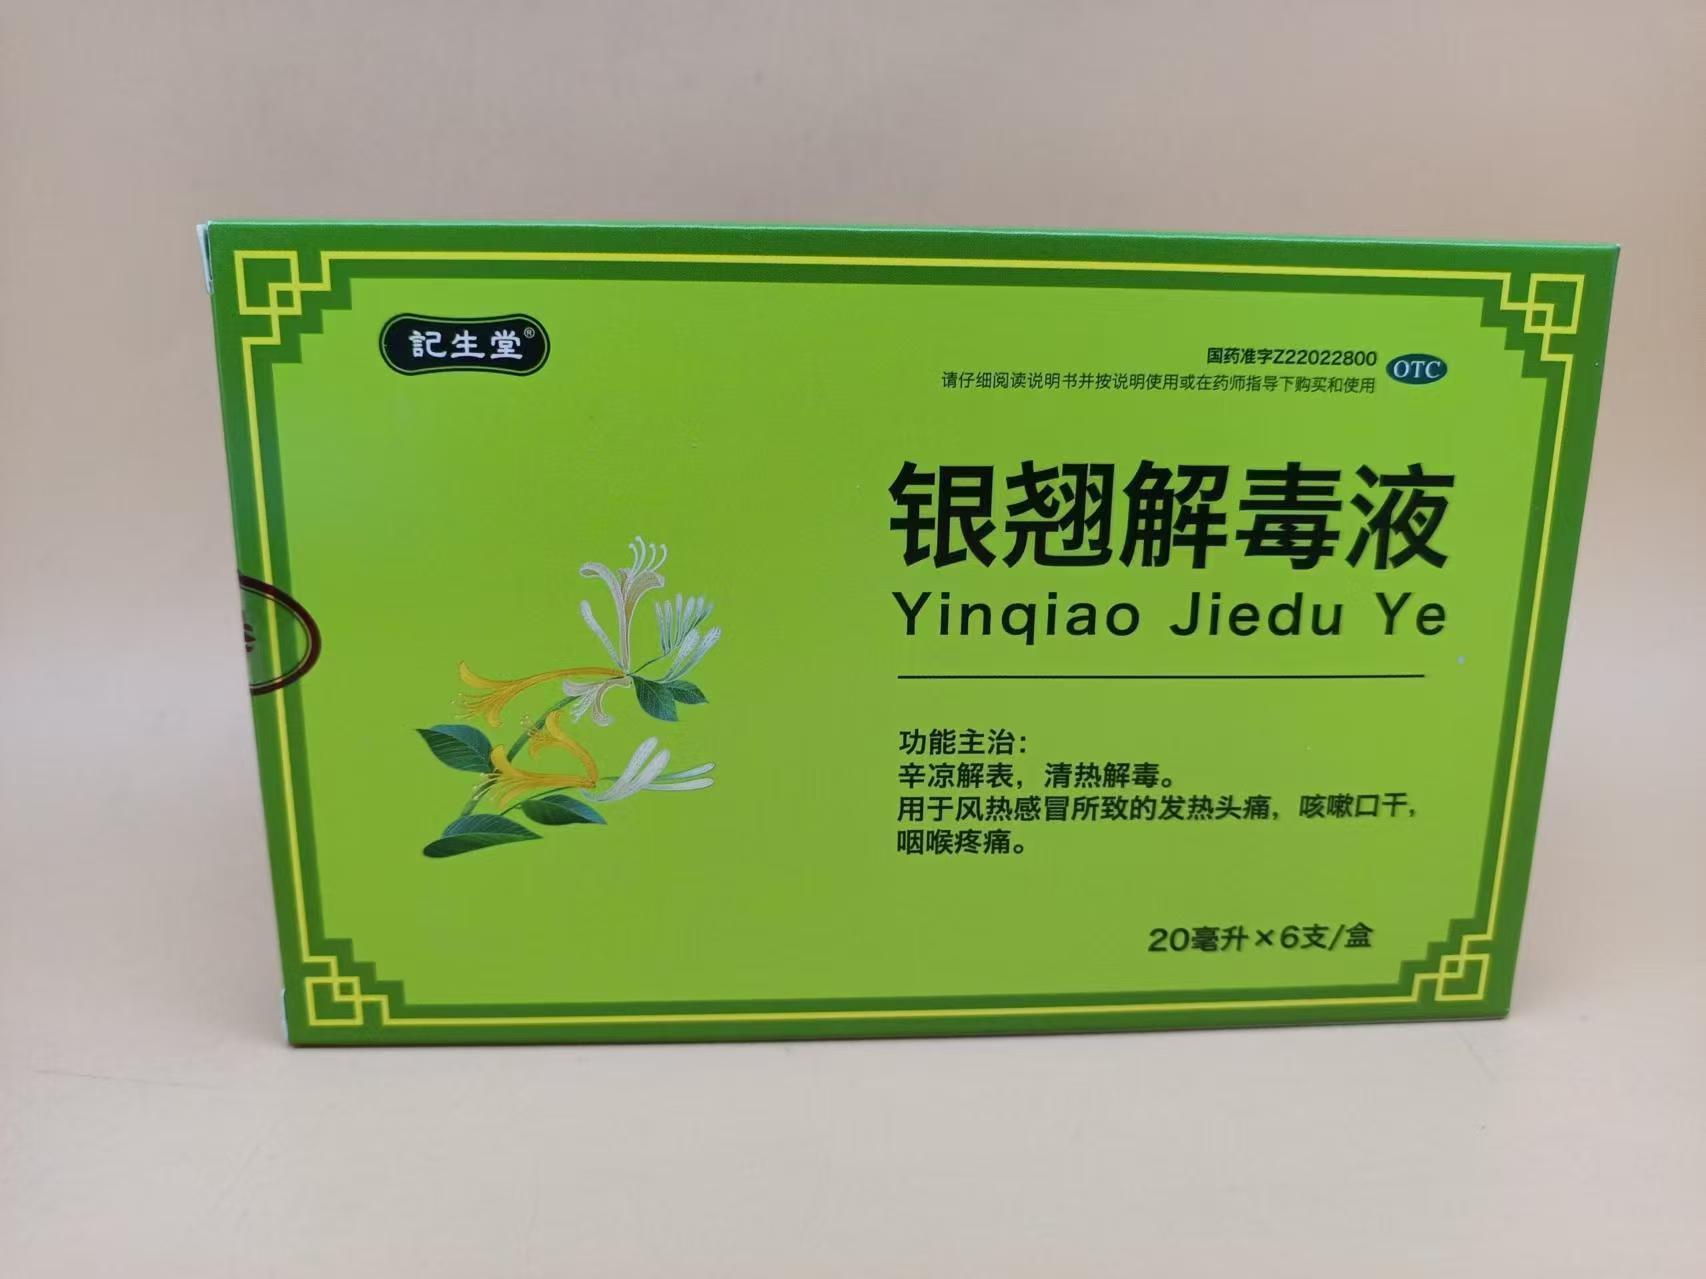 記生堂®
国药准字Z22022800
OTC
请仔细阅读说明书并按说明使用或在药师指导下购买和使用
银翘解毒液
Yinqiao Jiedu Ye
功能主治：
辛凉解表，清热解毒。
用于风热感冒所致的发热头痛，咳嗽口干，
咽喉疼痛。
20毫升×6支/盒